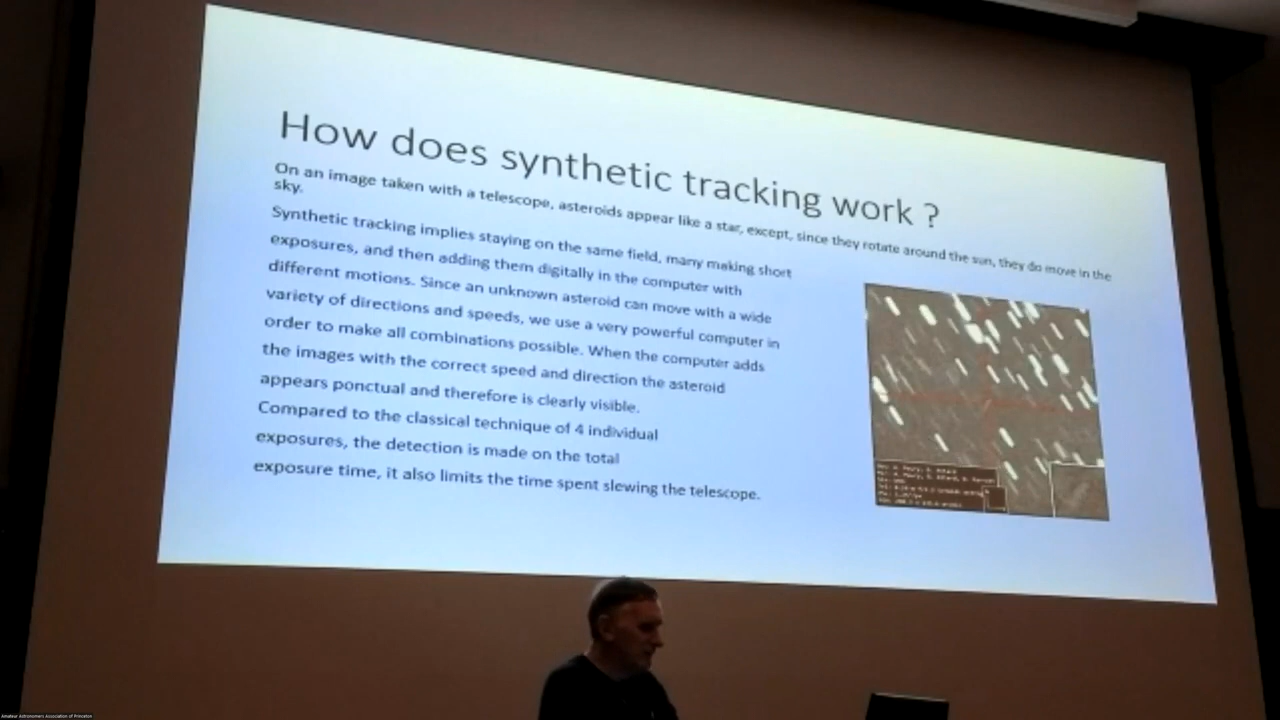 How does synthetic tracking work ?
On an image taken with a telescope, asteroids appear like a star, except, since they rotate around the sun, they do move in the
sky.
Synthetic tracking implies staying on the same field, many making short
exposures, and then adding them digitally in the computer with
different motions. Since an unknown asteroid can move with a wide
variety of directions and speeds, we use a very powerful computer in
order to make all combinations possible. When the computer adds
the images with the correct speed and direction the asteroid
appears ponctual and therefore is clearly visible.
Compared to the classical technique of 4 individual
exposures, the detection is made on the total
exposure time, it also limits the time spent slewing the telescope.
Amateur Astronomers Association of Princeton